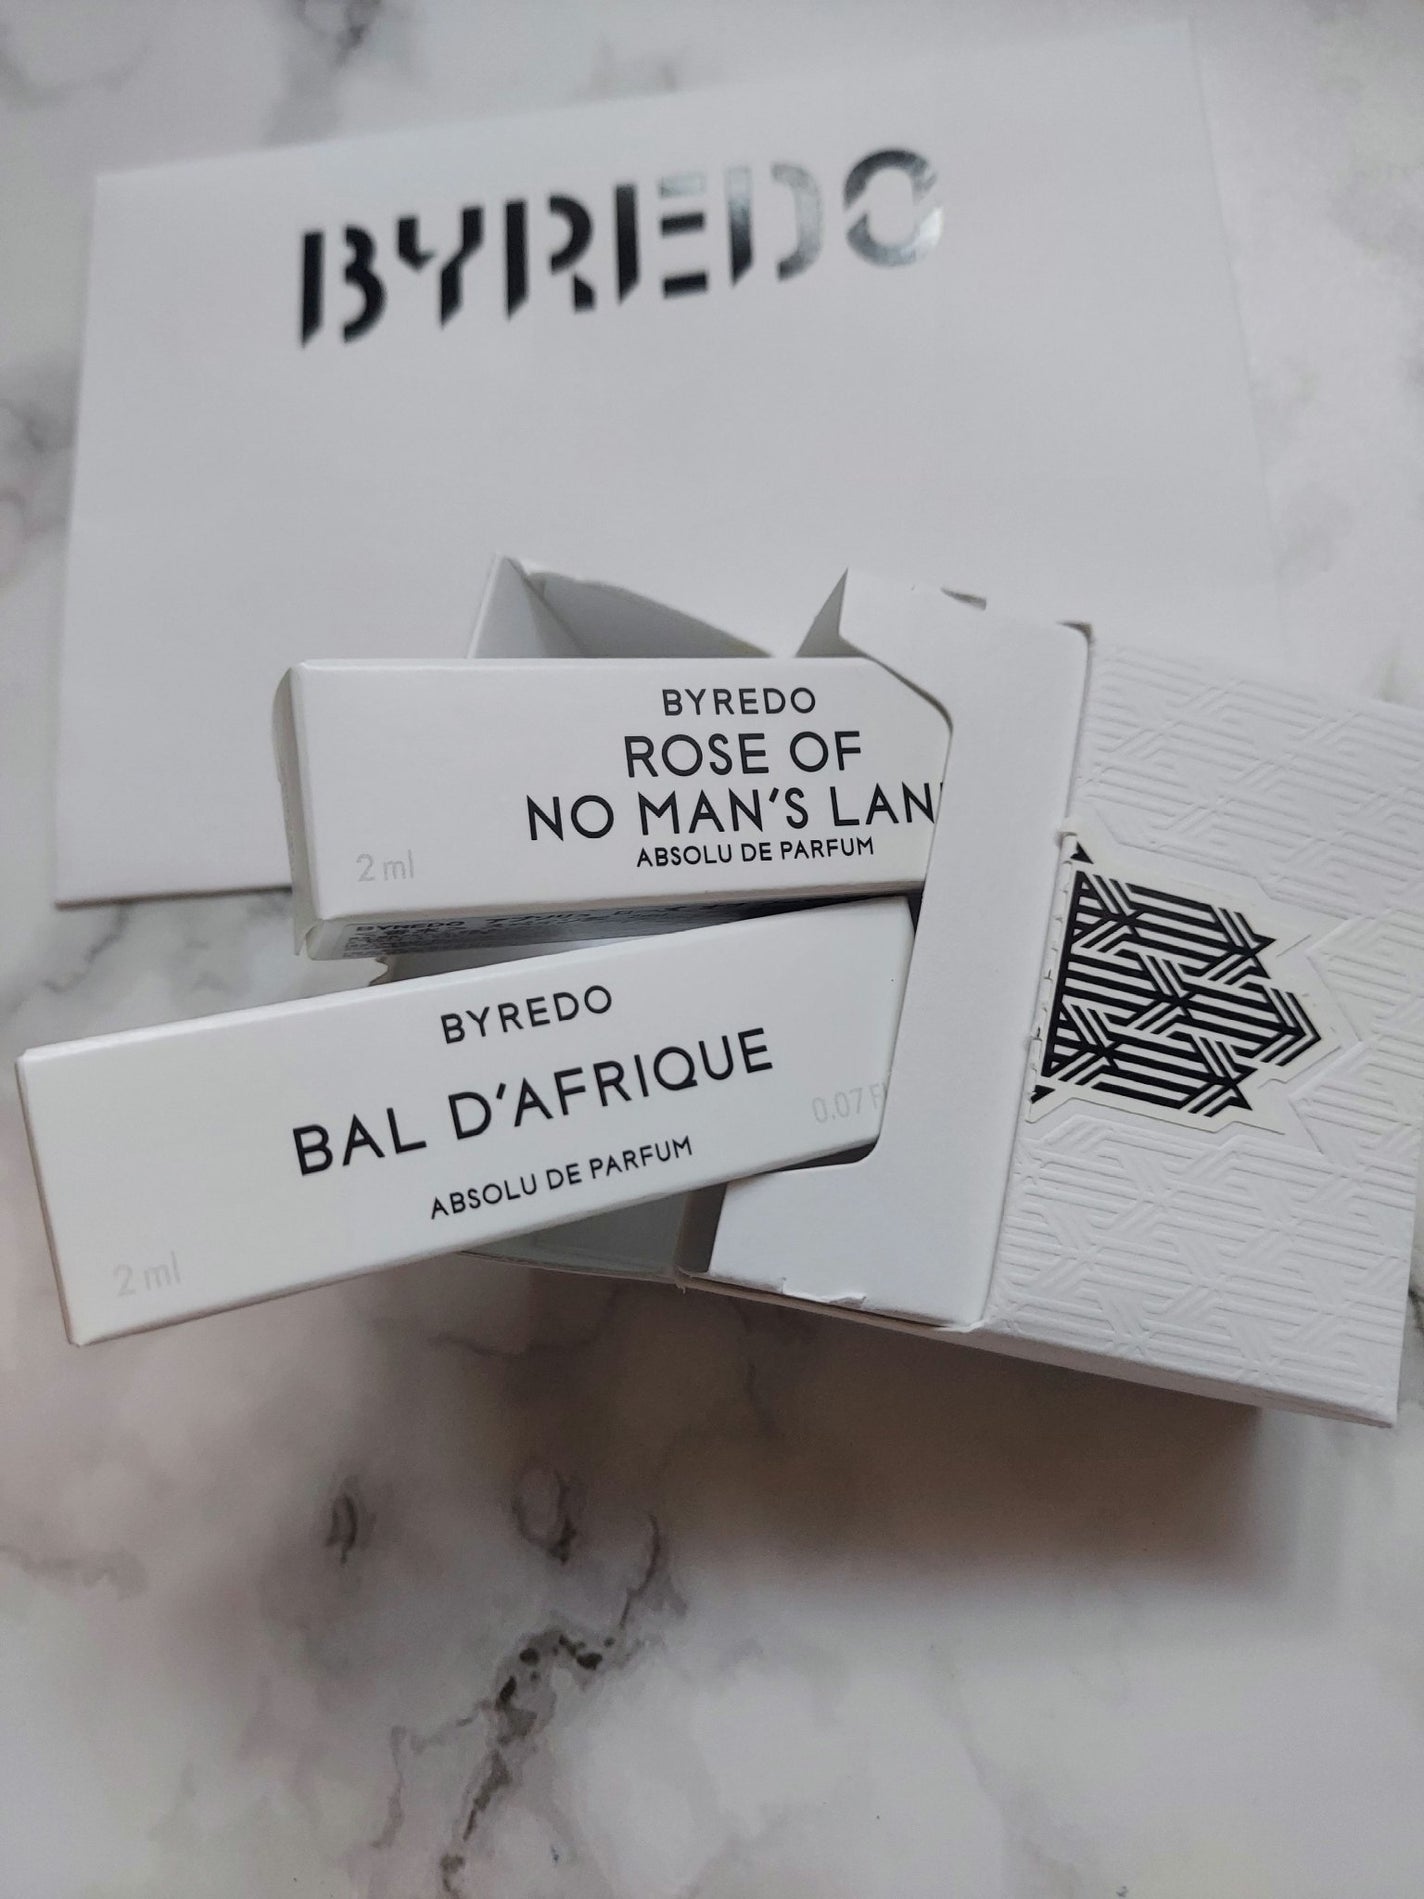 BYREDO
BYREDO
ROSE OF
NO MAN'S LAN
ABSOLU DE PARFUM
2 ml
BYREDO
BYREDO
BAL D'AFRIQUE
0.07 F
ABSOLU DE PARFUM
2 ml